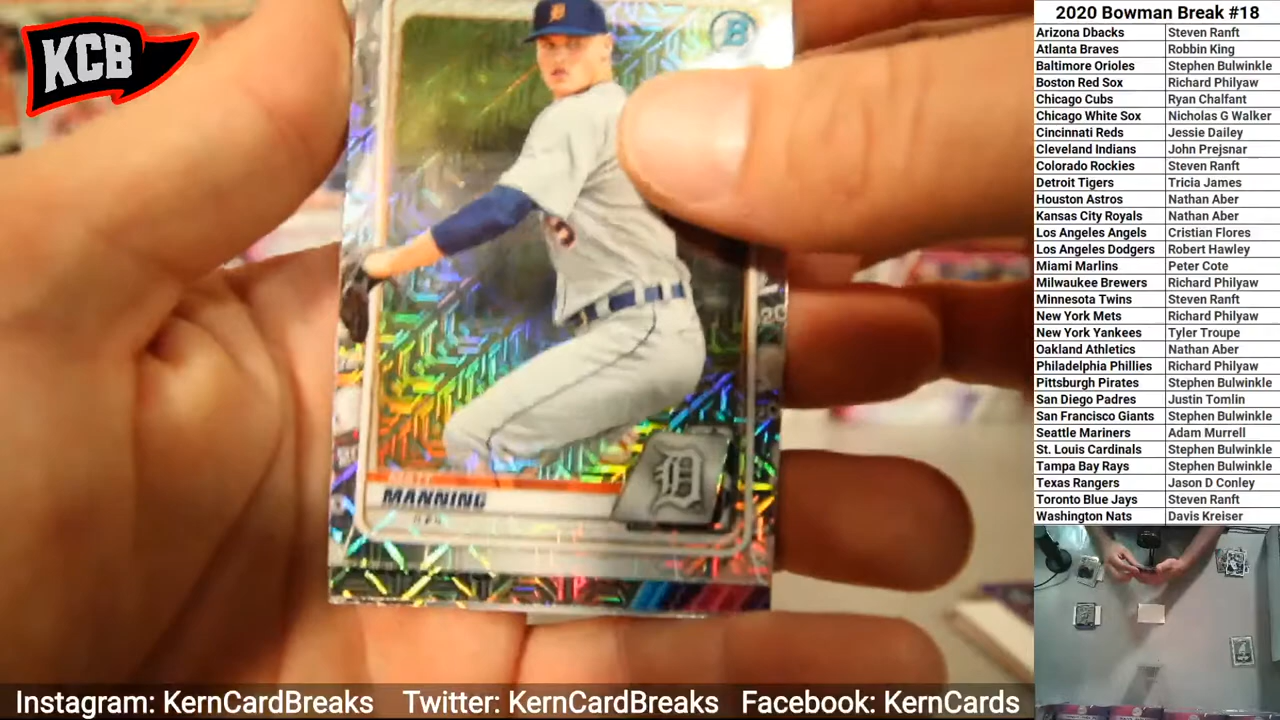 KCB
B
MANNING
2020 Bowman Break #18
Arizona Dbacks Steven Ranft
Atlanta Braves Robbin King
Baltimore Orioles Stephen Bulwinkle
Boston Red Sox Richard Philyaw
Chicago Cubs Ryan Chalfant
Chicago White Sox Nicholas G Walker
Cincinnati Reds Jessie Dailey
Cleveland Indians John Prejsnar
Colorado Rockies Steven Ranft
Detroit Tigers Tricia James
Houston Astros Nathan Aber
Kansas City Royals Nathan Aber
Los Angeles Angels Cristian Flores
Los Angeles Dodgers Robert Hawley
Miami Marlins Peter Cote
Milwaukee Brewers Richard Philyaw
Minnesota Twins Steven Ranft
New York Mets Richard Philyaw
New York Yankees Tyler Troupe
Oakland Athletics Nathan Aber
Philadelphia Phillies Richard Philyaw
Pittsburgh Pirates Stephen Bulwinkle
San Diego Padres Justin Tomlin
San Francisco Giants Stephen Bulwinkle
Seattle Mariners Adam Murrell
St. Louis Cardinals Stephen Bulwinkle
Tampa Bay Rays Stephen Bulwinkle
Texas Rangers Jason D Conley
Toronto Blue Jays Steven Ranft
Washington Nats Davis Kreiser
Instagram: KernCardBreaks Twitter: KernCardBreaks Facebook: KernCards